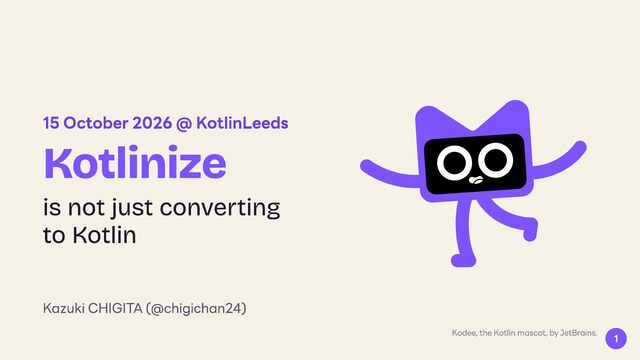 15 October 2026 @ KotlinLeeds
Kotlinize
is not just converting
to Kotlin
Kazuki CHIGITA (@chigichan24)
Kodee, the Kotlin mascot, by JetBrains.
1